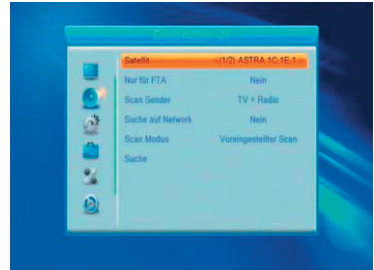 Satellit (1/2) ASTRA 1C,1E,1
Nur für FTA Nein
Scan Sender TV + Radio
Suche auf Network Nein
Scan Modus Voreingestellter Scan
Suche